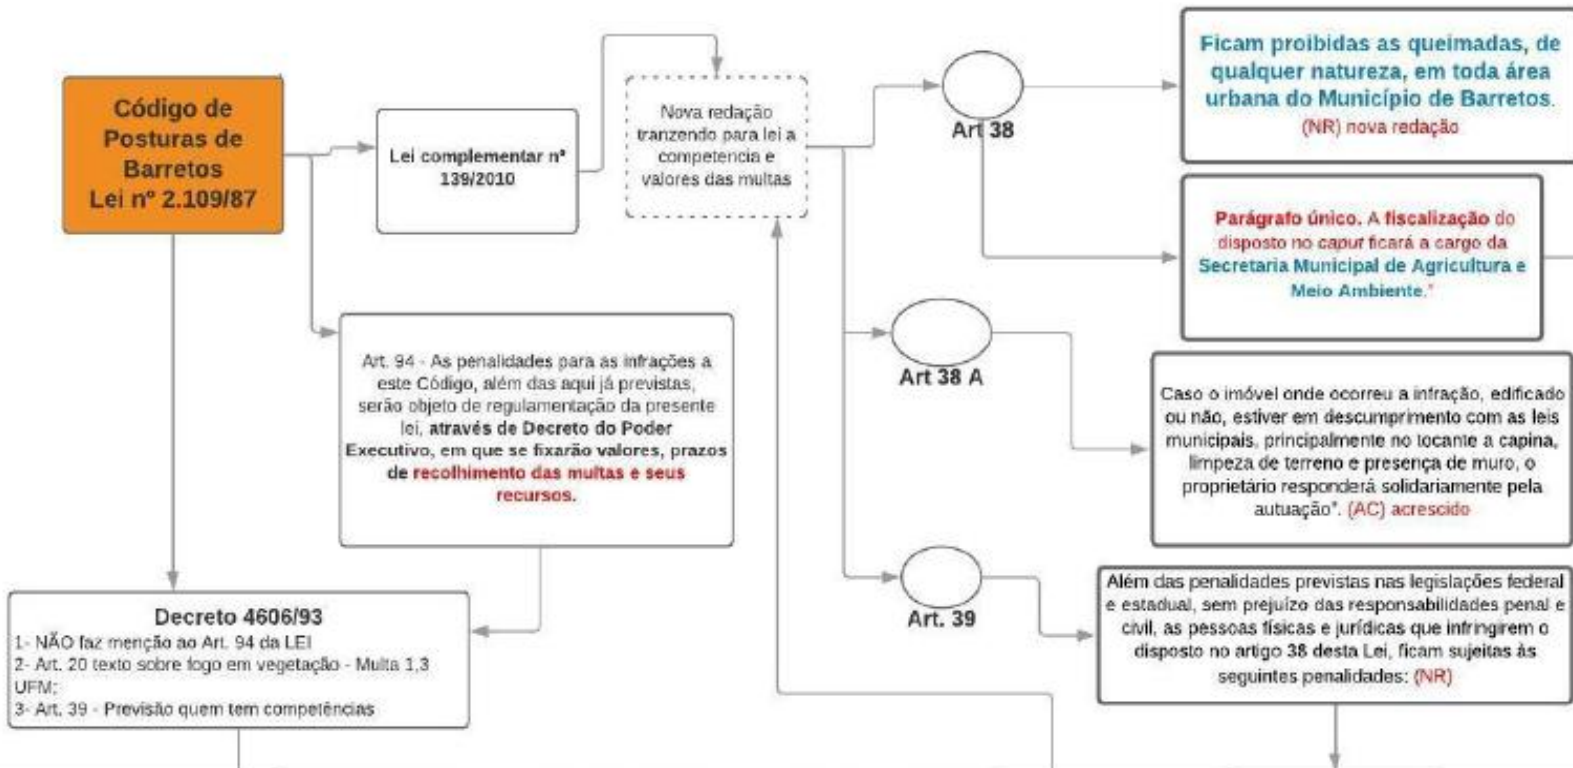 Código de
Posturas de
Barretos
Lei nº 2.109/87
Lei complementar nº
139/2010
Nova redação
tranzendo para lei a
competencia e
valores das multas
Art 38
Ficam proibidas as queimadas, de
qualquer natureza, em toda área
urbana do Município de Barretos.
(NR) nova redação
Parágrafo único. A fiscalização do
disposto no caput ficará a cargo da
Secretaria Municipal de Agricultura e
Meio Ambiente."
Art. 94 - As penalidades para as infrações a
este Código, além das aqui já previstas,
serão objeto de regulamentação da presente
lei, através de Decreto do Poder
Executivo, em que se fixarão valores, prazos
de recolhimento das multas e seus
recursos.
Art 38 A
Caso o imóvel onde ocorreu a infração, edificado
ou não, estiver em descumprimento com as leis
municipais, principalmente no tocante a capina,
limpeza de terreno e presença de muro, o
proprietário responderá solidariamente pela
autuação". (AC) acrescido
Art. 39
Além das penalidades previstas nas legislações federal
e estadual, sem prejuízo das responsabilidades penal e
civil, as pessoas físicas e jurídicas que infringirem o
disposto no artigo 38 desta Lei, ficam sujeitas às
seguintes penalidades: (NR)
Decreto 4606/93
1- NÃO faz menção ao Art. 94 da LEI
2- Art. 20 texto sobre fogo em vegetação - Multa 1,3
UFM;
3- Art. 39 - Previsão quem tem competências